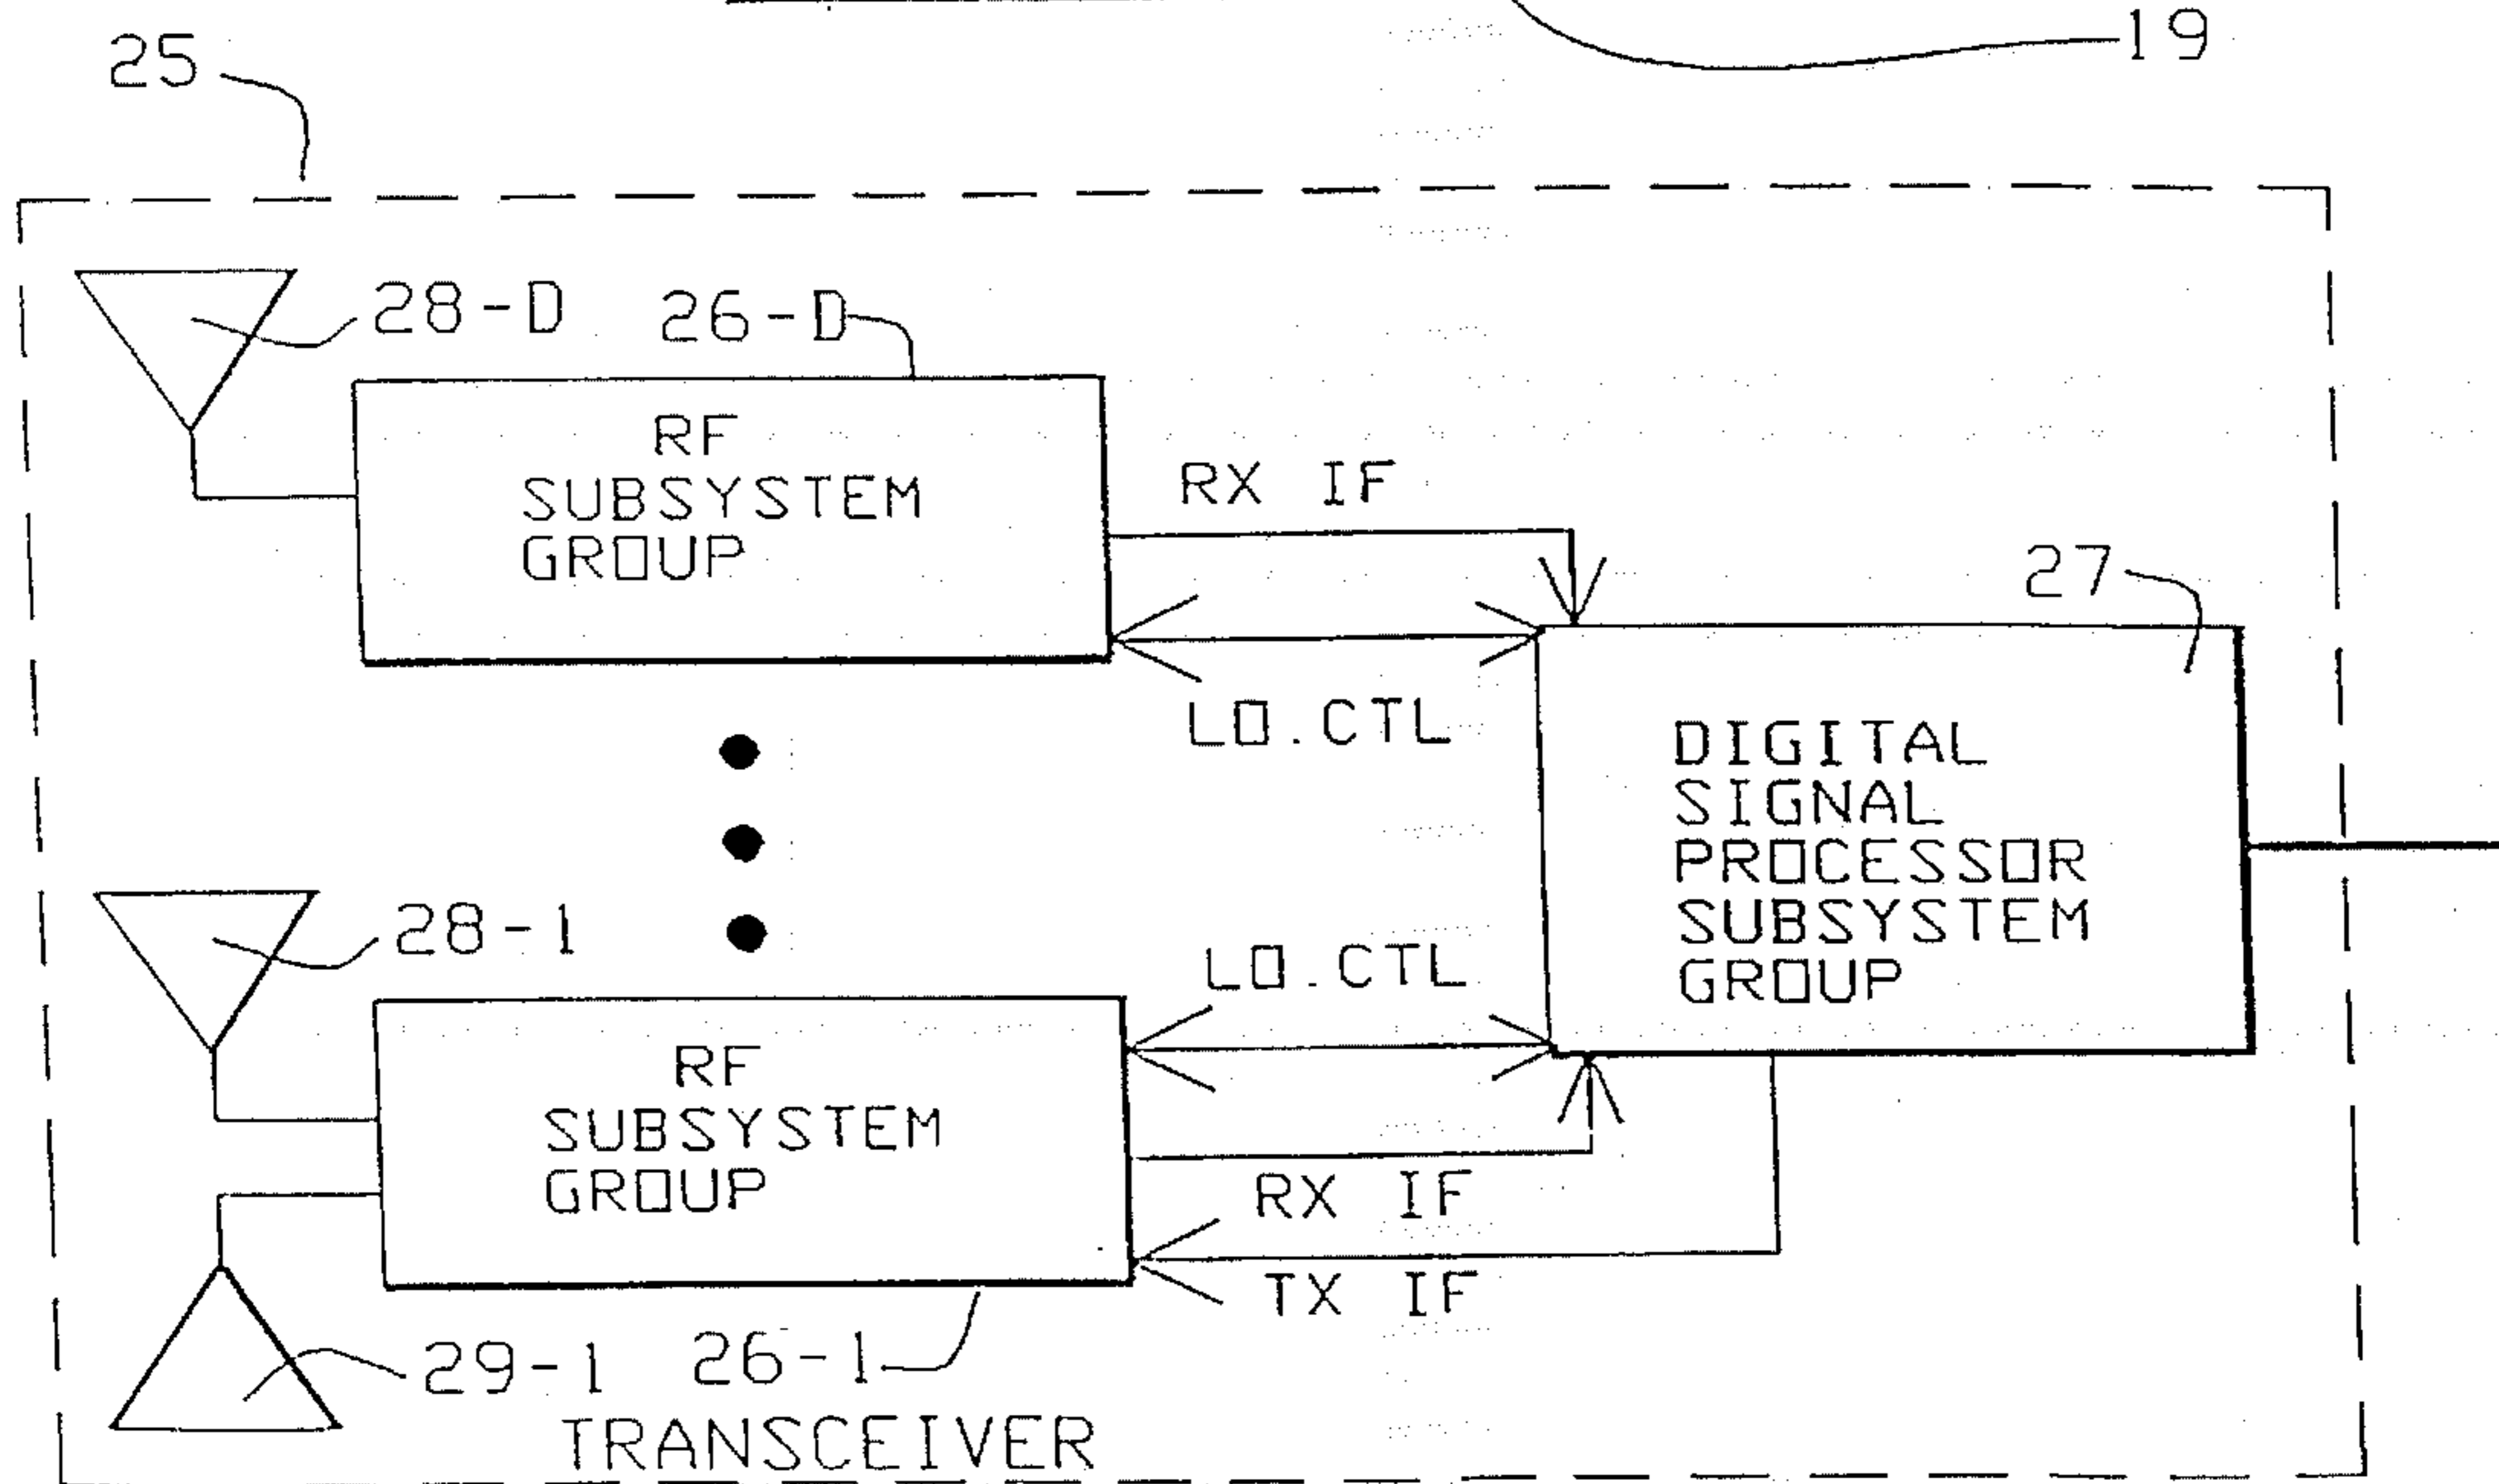 25
19
28-D
26-D
RF
SUBSYSTEM
GROUP
RX IF
27
LO.CTL
DIGITAL
SIGNAL
PROCESSOR
SUBSYSTEM
GROUP
28-1
LO.CTL
RF
SUBSYSTEM
GROUP
RX IF
TX IF
29-1
26-1
TRANSCEIVER